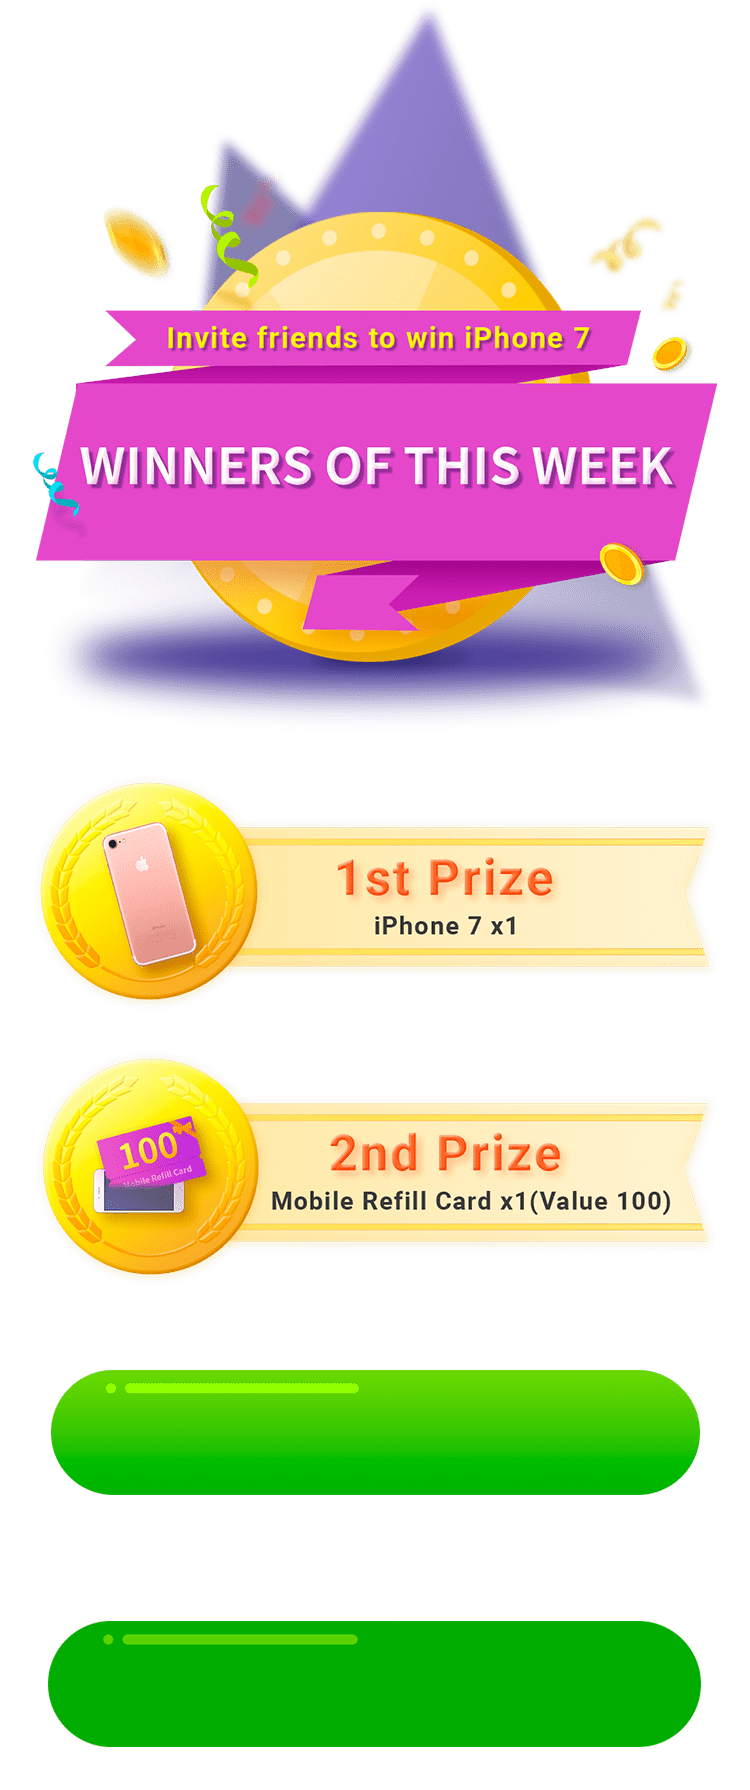 Invite friends to win iPhone 7
WINNERS OF THIS WEEK
1st Prize
iPhone 7 x1
2nd Prize
100
Mobile Refill Card
Mobile Refill Card x1(Value 100)